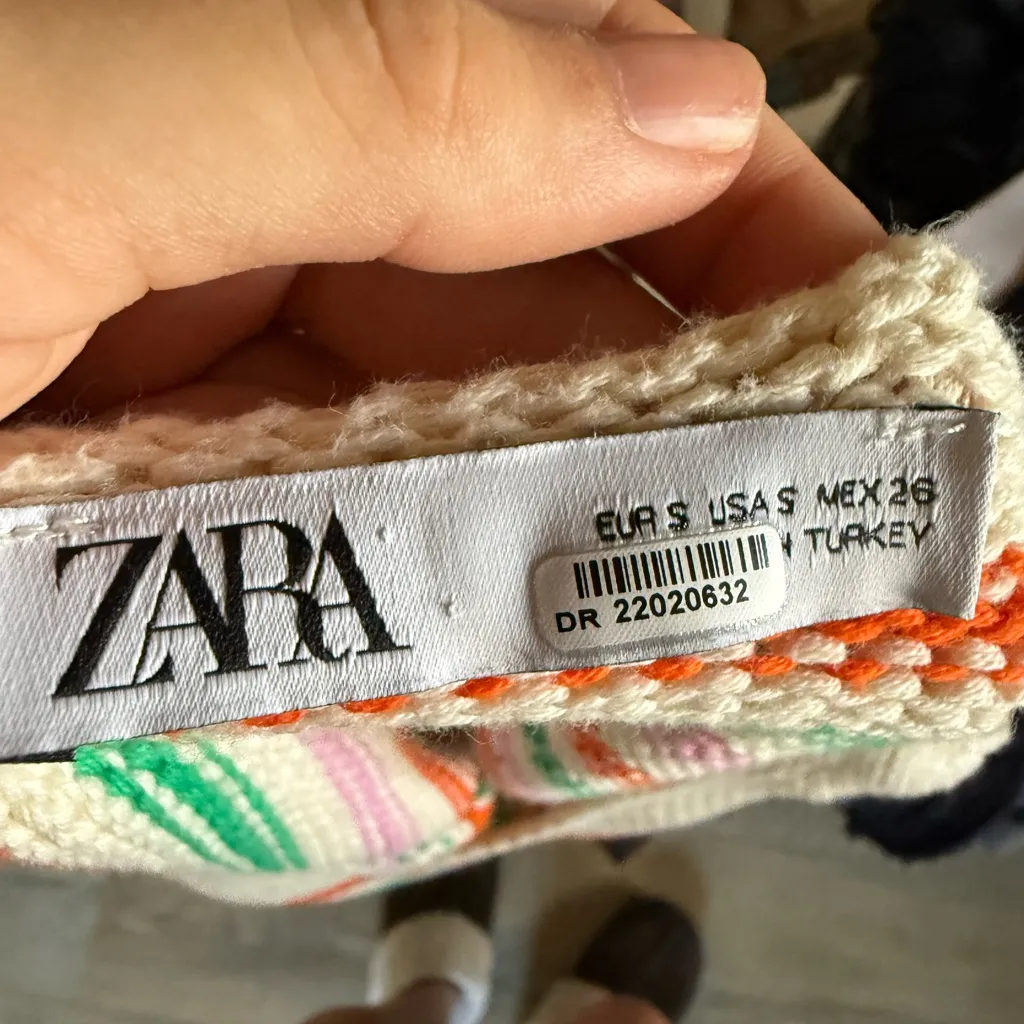 ZARA
EUR S USA S MEX 26
TURKEY
DR 22020632